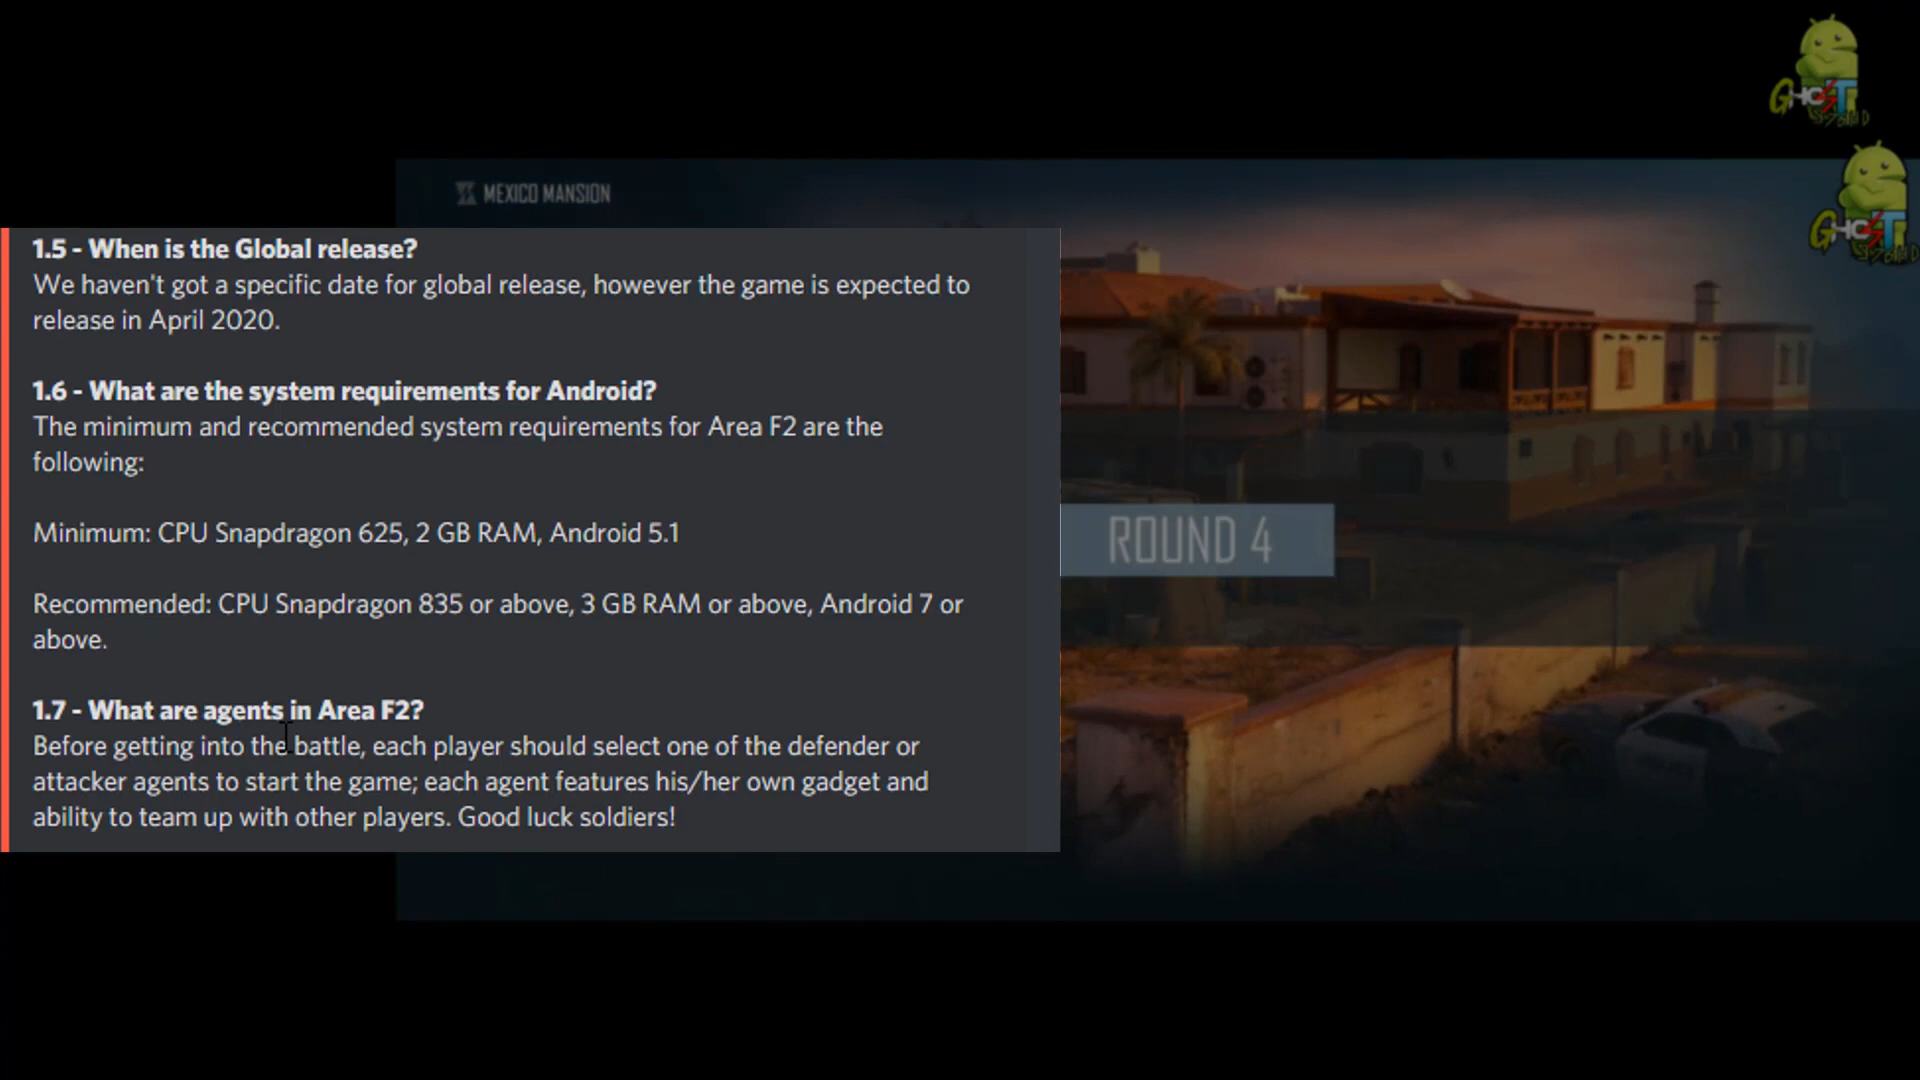 MEXICO MANSION
1.5 - When is the Global release?
We haven't got a specific date for global release, however the game is expected to
release in April 2020.
1.6 - What are the system requirements for Android?
The minimum and recommended system requirements for Area F2 are the
following:
Minimum: CPU Snapdragon 625, 2 GB RAM, Android 5.1
Recommended: CPU Snapdragon 835 or above, 3 GB RAM or above, Android 7 or
above.
1.7 - What are agents in Area F2?
Before getting into the battle, each player should select one of the defender or
attacker agents to start the game; each agent features his/her own gadget and
ability to team up with other players. Good luck soldiers!
ROUND 4
GHOST
GHOST